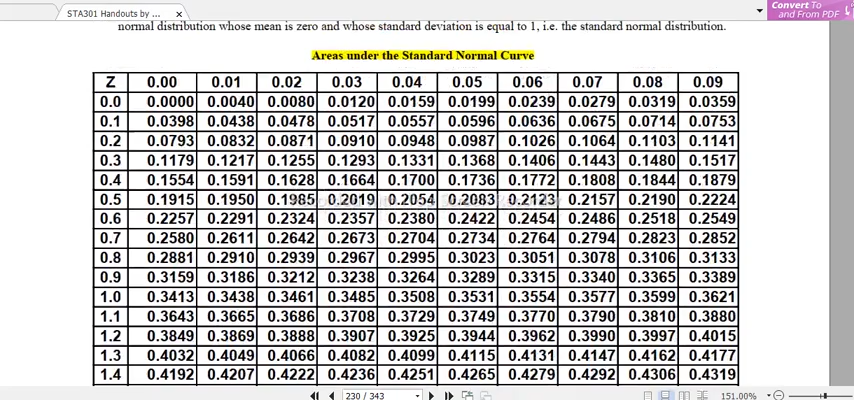 STA301 Handouts by ... ×
Convert To
and From PDF
normal distribution whose mean is zero and whose standard deviation is equal to 1, i.e. the standard normal distribution.
Areas under the Standard Normal Curve
Z 0.00 0.01 0.02 0.03 0.04 0.05 0.06 0.07 0.08 0.09
0.0 0.0000 0.0040 0.0080 0.0120 0.0159 0.0199 0.0239 0.0279 0.0319 0.0359
0.1 0.0398 0.0438 0.0478 0.0517 0.0557 0.0596 0.0636 0.0675 0.0714 0.0753
0.2 0.0793 0.0832 0.0871 0.0910 0.0948 0.0987 0.1026 0.1064 0.1103 0.1141
0.3 0.1179 0.1217 0.1255 0.1293 0.1331 0.1368 0.1406 0.1443 0.1480 0.1517
0.4 0.1554 0.1591 0.1628 0.1664 0.1700 0.1736 0.1772 0.1808 0.1844 0.1879
0.5 0.1915 0.1950 0.1985 0.2019 0.2054 0.2083 0.2123 0.2157 0.2190 0.2224
0.6 0.2257 0.2291 0.2324 0.2357 0.2380 0.2422 0.2454 0.2486 0.2518 0.2549
0.7 0.2580 0.2611 0.2642 0.2673 0.2704 0.2734 0.2764 0.2794 0.2823 0.2852
0.8 0.2881 0.2910 0.2939 0.2967 0.2995 0.3023 0.3051 0.3078 0.3106 0.3133
0.9 0.3159 0.3186 0.3212 0.3238 0.3264 0.3289 0.3315 0.3340 0.3365 0.3389
1.0 0.3413 0.3438 0.3461 0.3485 0.3508 0.3531 0.3554 0.3577 0.3599 0.3621
1.1 0.3643 0.3665 0.3686 0.3708 0.3729 0.3749 0.3770 0.3790 0.3810 0.3880
1.2 0.3849 0.3869 0.3888 0.3907 0.3925 0.3944 0.3962 0.3990 0.3997 0.4015
1.3 0.4032 0.4049 0.4066 0.4082 0.4099 0.4115 0.4131 0.4147 0.4162 0.4177
1.4 0.4192 0.4207 0.4222 0.4236 0.4251 0.4265 0.4279 0.4292 0.4306 0.4319
230 / 343 151.00%